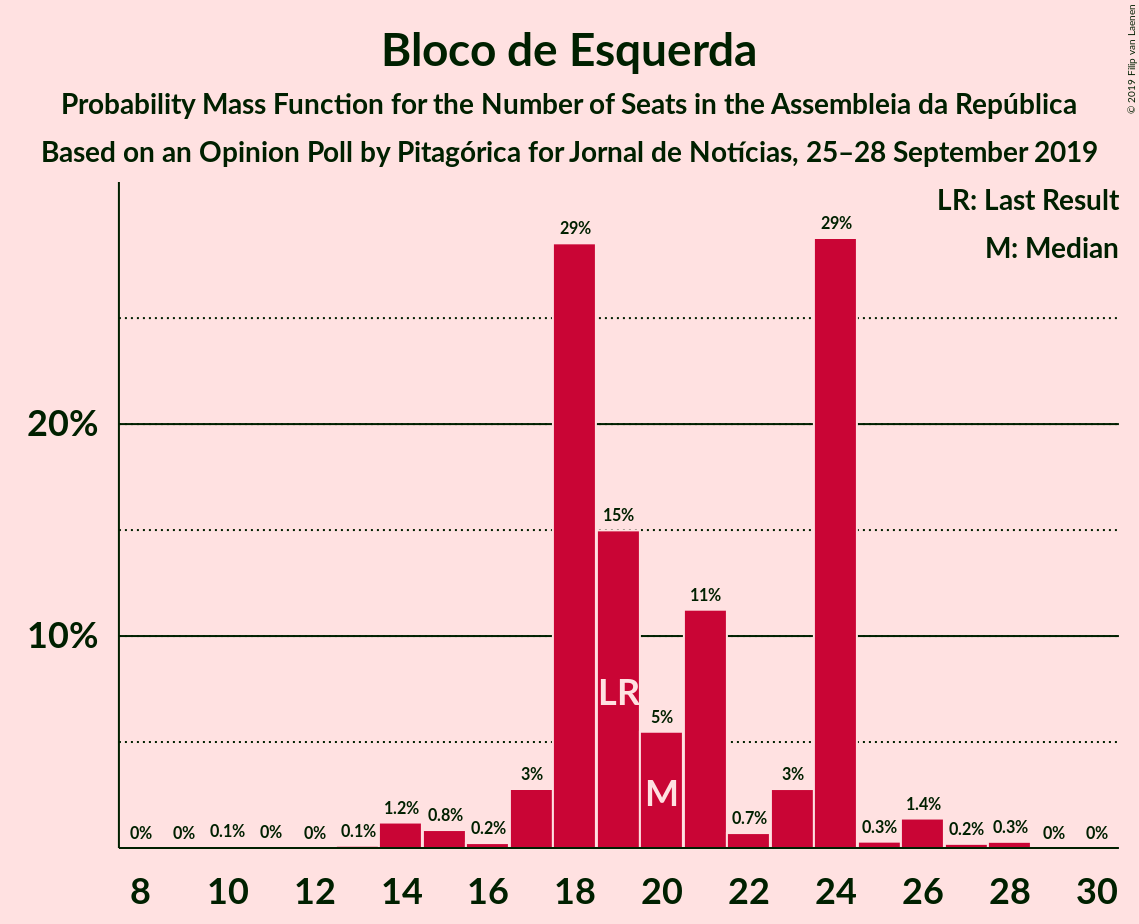 Bloco de Esquerda
Probability Mass Function for the Number of Seats in the Assembleia da República
Based on an Opinion Poll by Pitagórica for Jornal de Notícias, 25–28 September 2019
© 2019 Filip van Laenen
LR: Last Result
M: Median
20%
10%
0% 0% 0.1% 0% 0% 0.1% 1.2% 0.8% 0.2% 3% 29% 15% 5% 11% 0.7% 3% 29% 0.3% 1.4% 0.2% 0.3% 0% 0%
LR
M
8 10 12 14 16 18 20 22 24 26 28 30